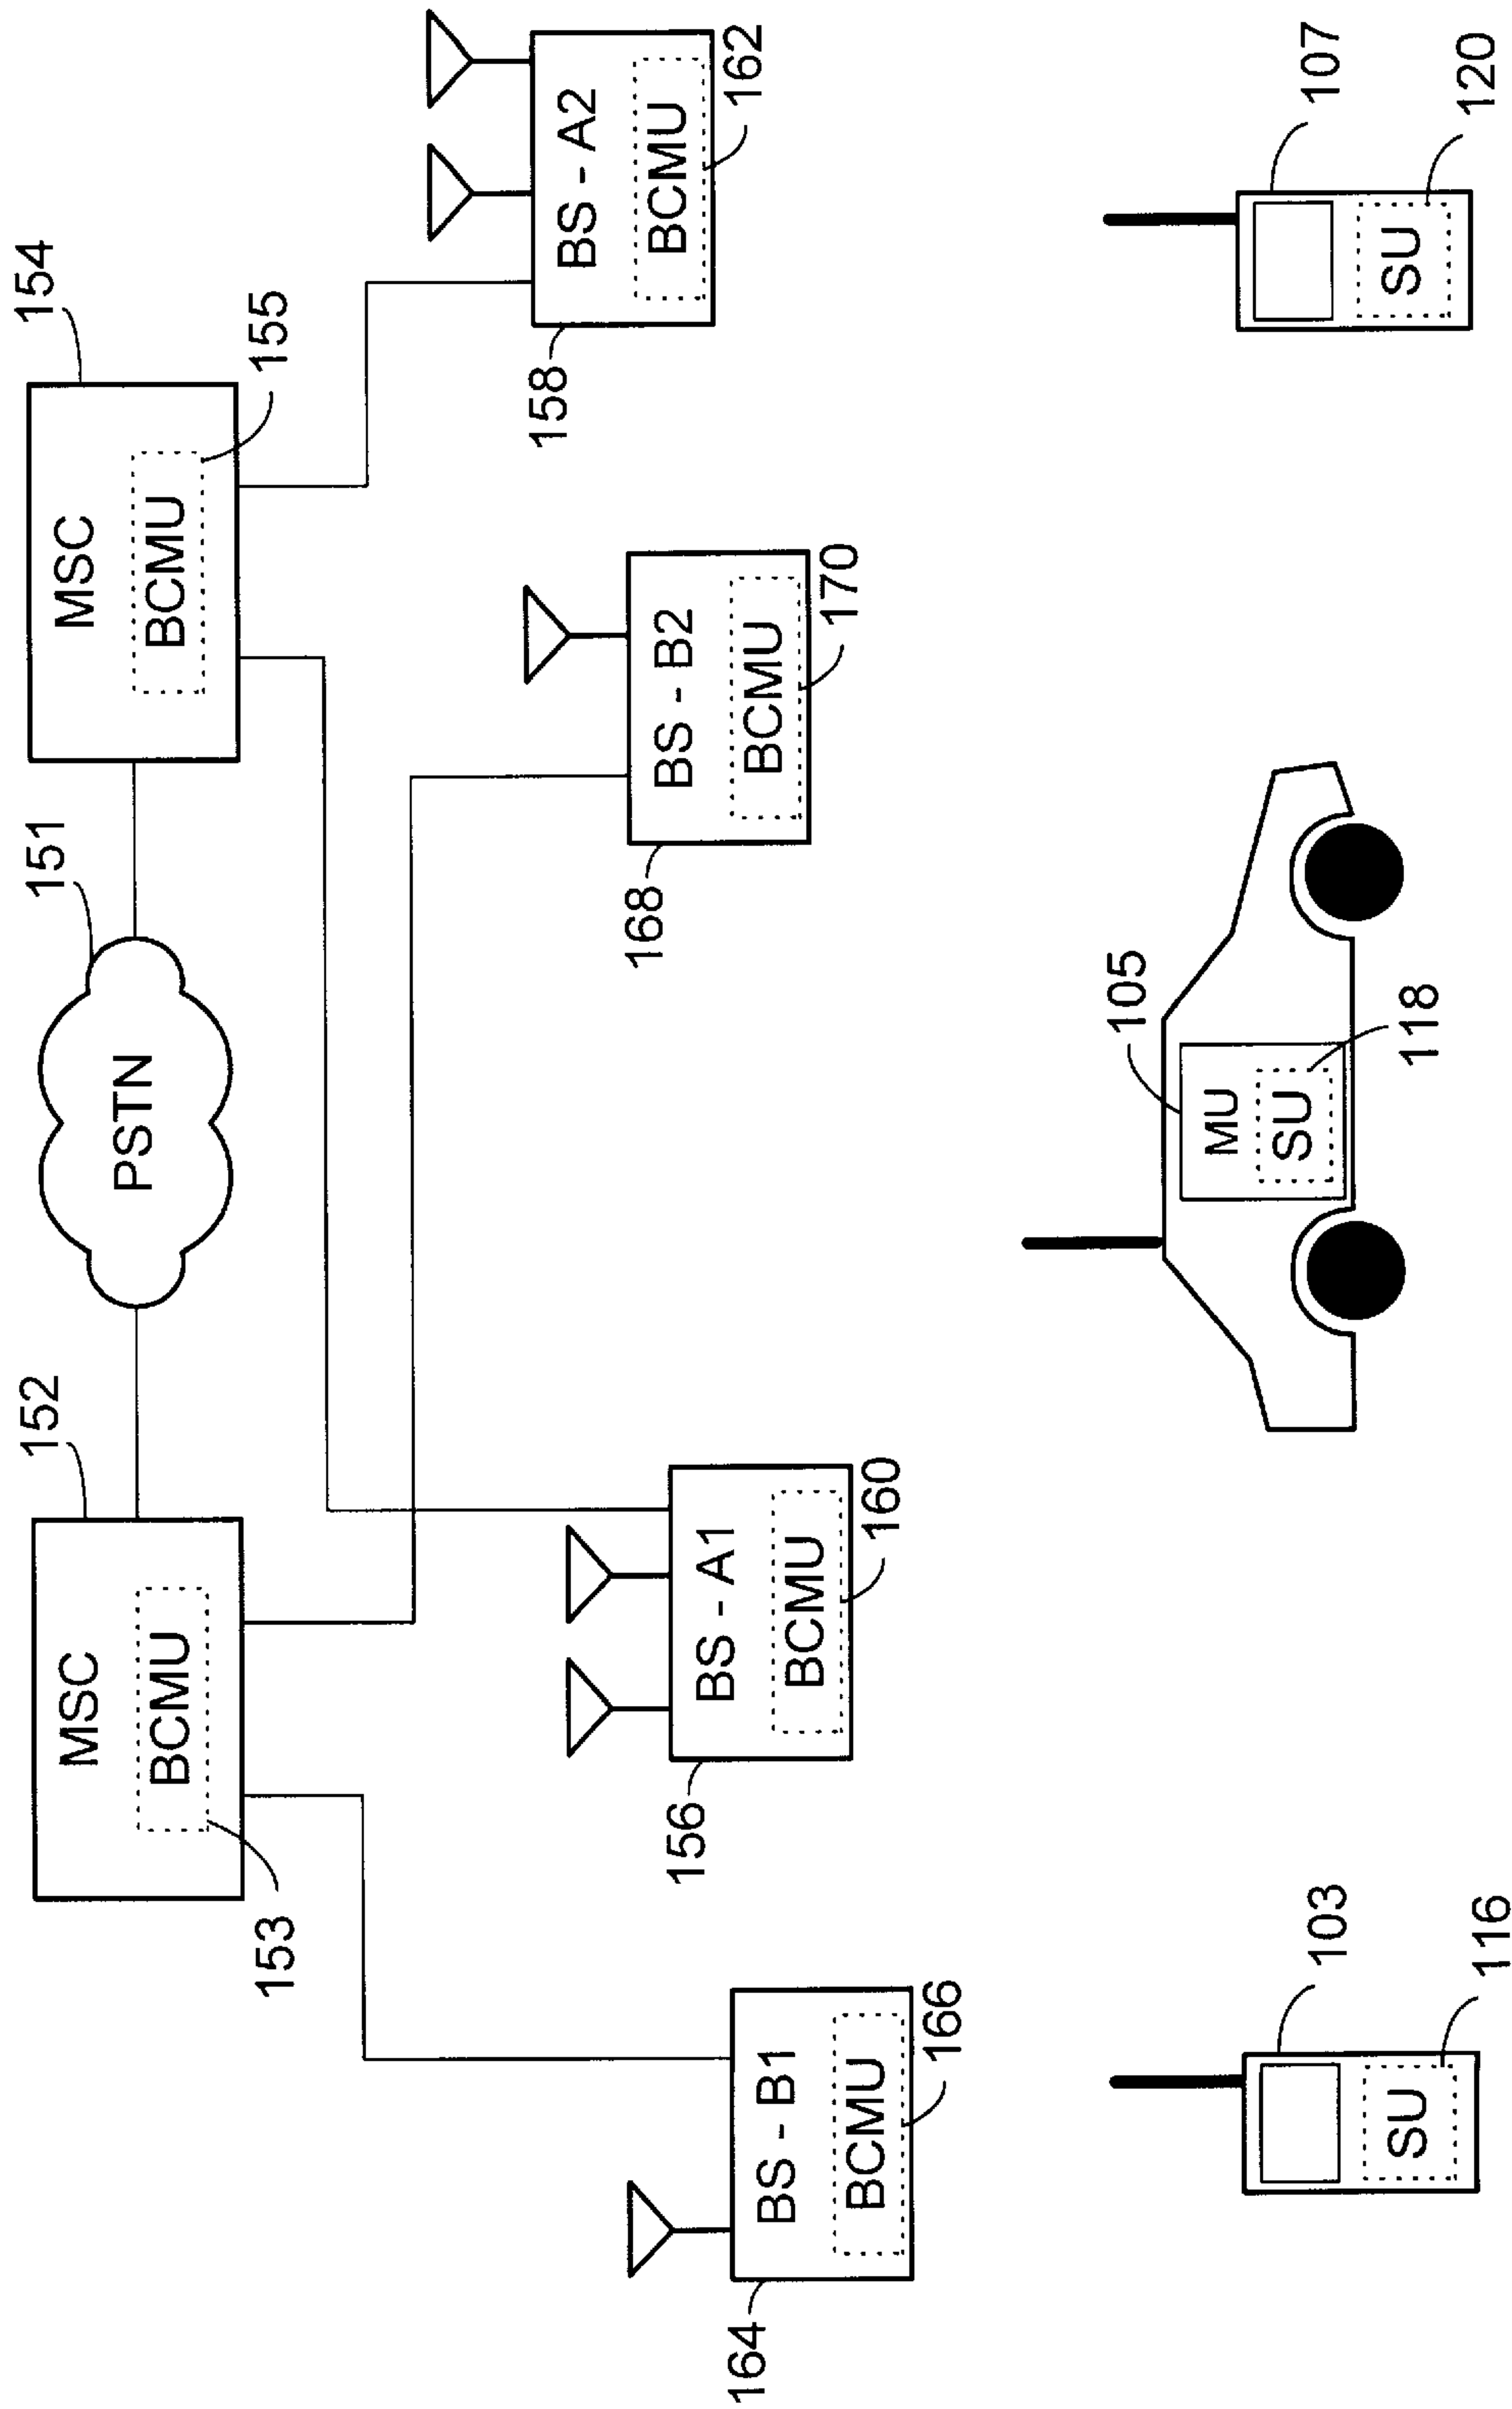 152
151
154
MSC
BCMU
153
PSTN
MSC
BCMU
155
BS - A2
BCMU
158
162
BS - B2
BCMU
168
170
BS - A1
BCMU
156
160
BS - B1
BCMU
164
166
105
MU
SU
118
103
SU
116
107
SU
120